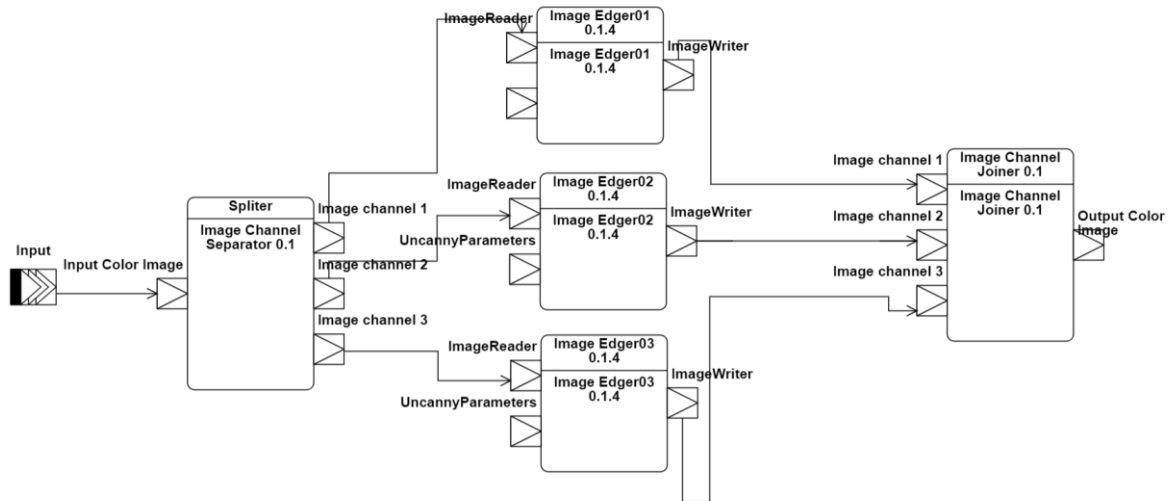 ImageReader
Image Edger01
0.1.4
Image Edger01
0.1.4
ImageWriter
Input
Input Color Image
Spliter
Image Channel
Separator 0.1
Image channel 1
Image channel 2
Image channel 3
ImageReader
UncannyParameters
Image Edger02
0.1.4
Image Edger02
0.1.4
ImageWriter
ImageReader
UncannyParameters
Image Edger03
0.1.4
Image Edger03
0.1.4
ImageWriter
Image channel 1
Image channel 2
Image channel 3
Image Channel
Joiner 0.1
Image Channel
Joiner 0.1
Output Color
Image